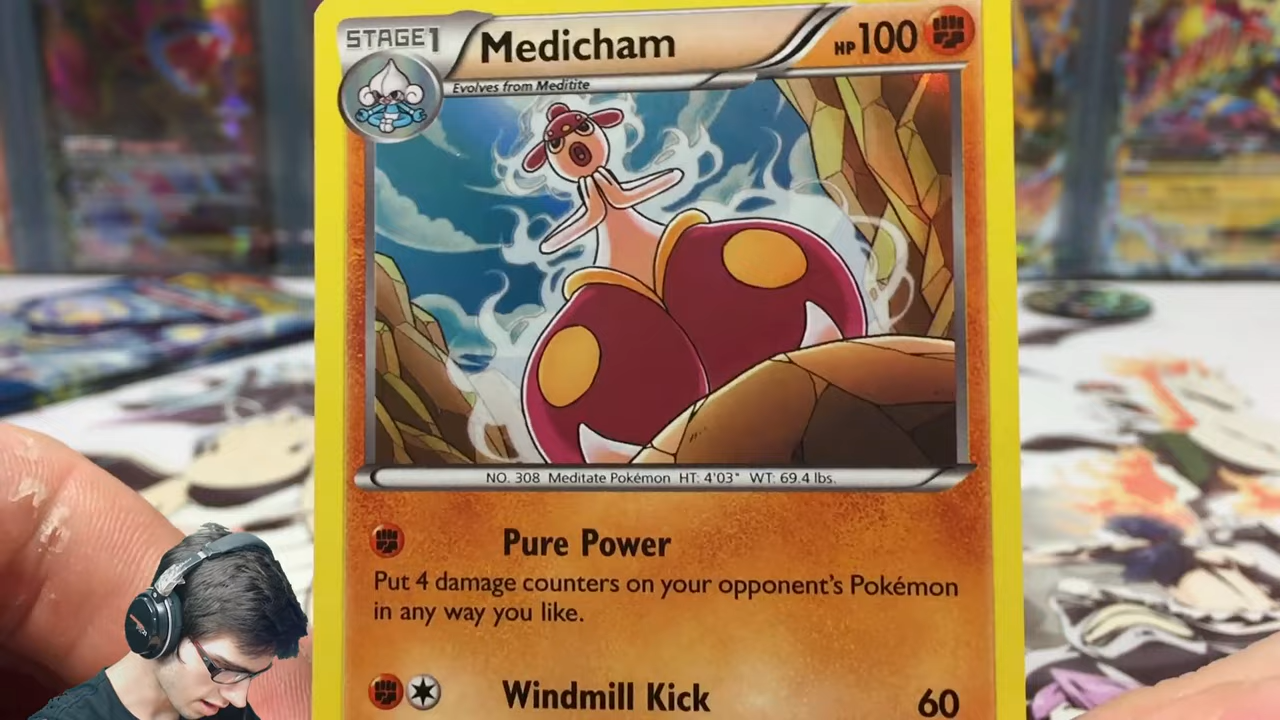 STAGE1
Medicham
HP100
Evolves from Meditite
NO. 308 Meditate Pokémon HT: 4'03" WT: 69.4 lbs.
Pure Power
Put 4 damage counters on your opponent's Pokémon
in any way you like.
Windmill Kick 60